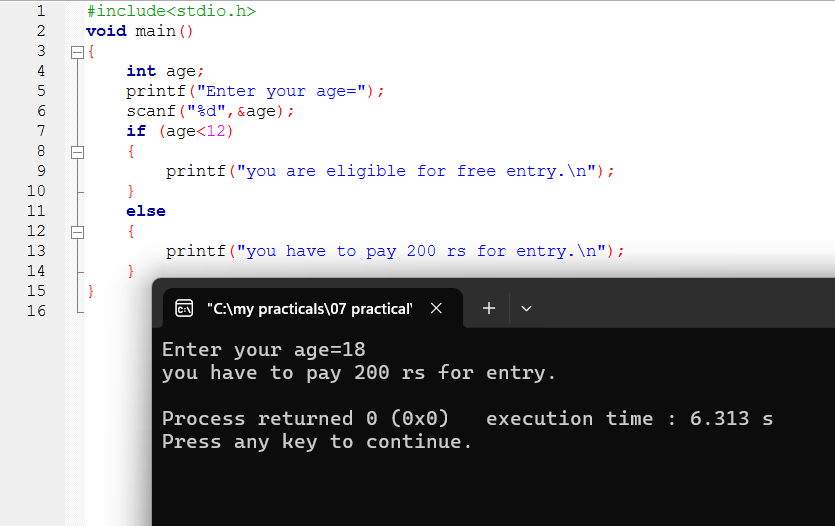 1 #include<stdio.h>
2 void main()
3 {
4 int age;
5 printf("Enter your age=");
6 scanf("%d",&age);
7 if (age<12)
8 {
9 printf("you are eligible for free entry.\n");
10 }
11 else
12 {
13 printf("you have to pay 200 rs for entry.\n");
14 }
15 }
16
"C:\my practicals\07 practical'
Enter your age=18
you have to pay 200 rs for entry.
Process returned 0 (0x0)   execution time : 6.313 s
Press any key to continue.